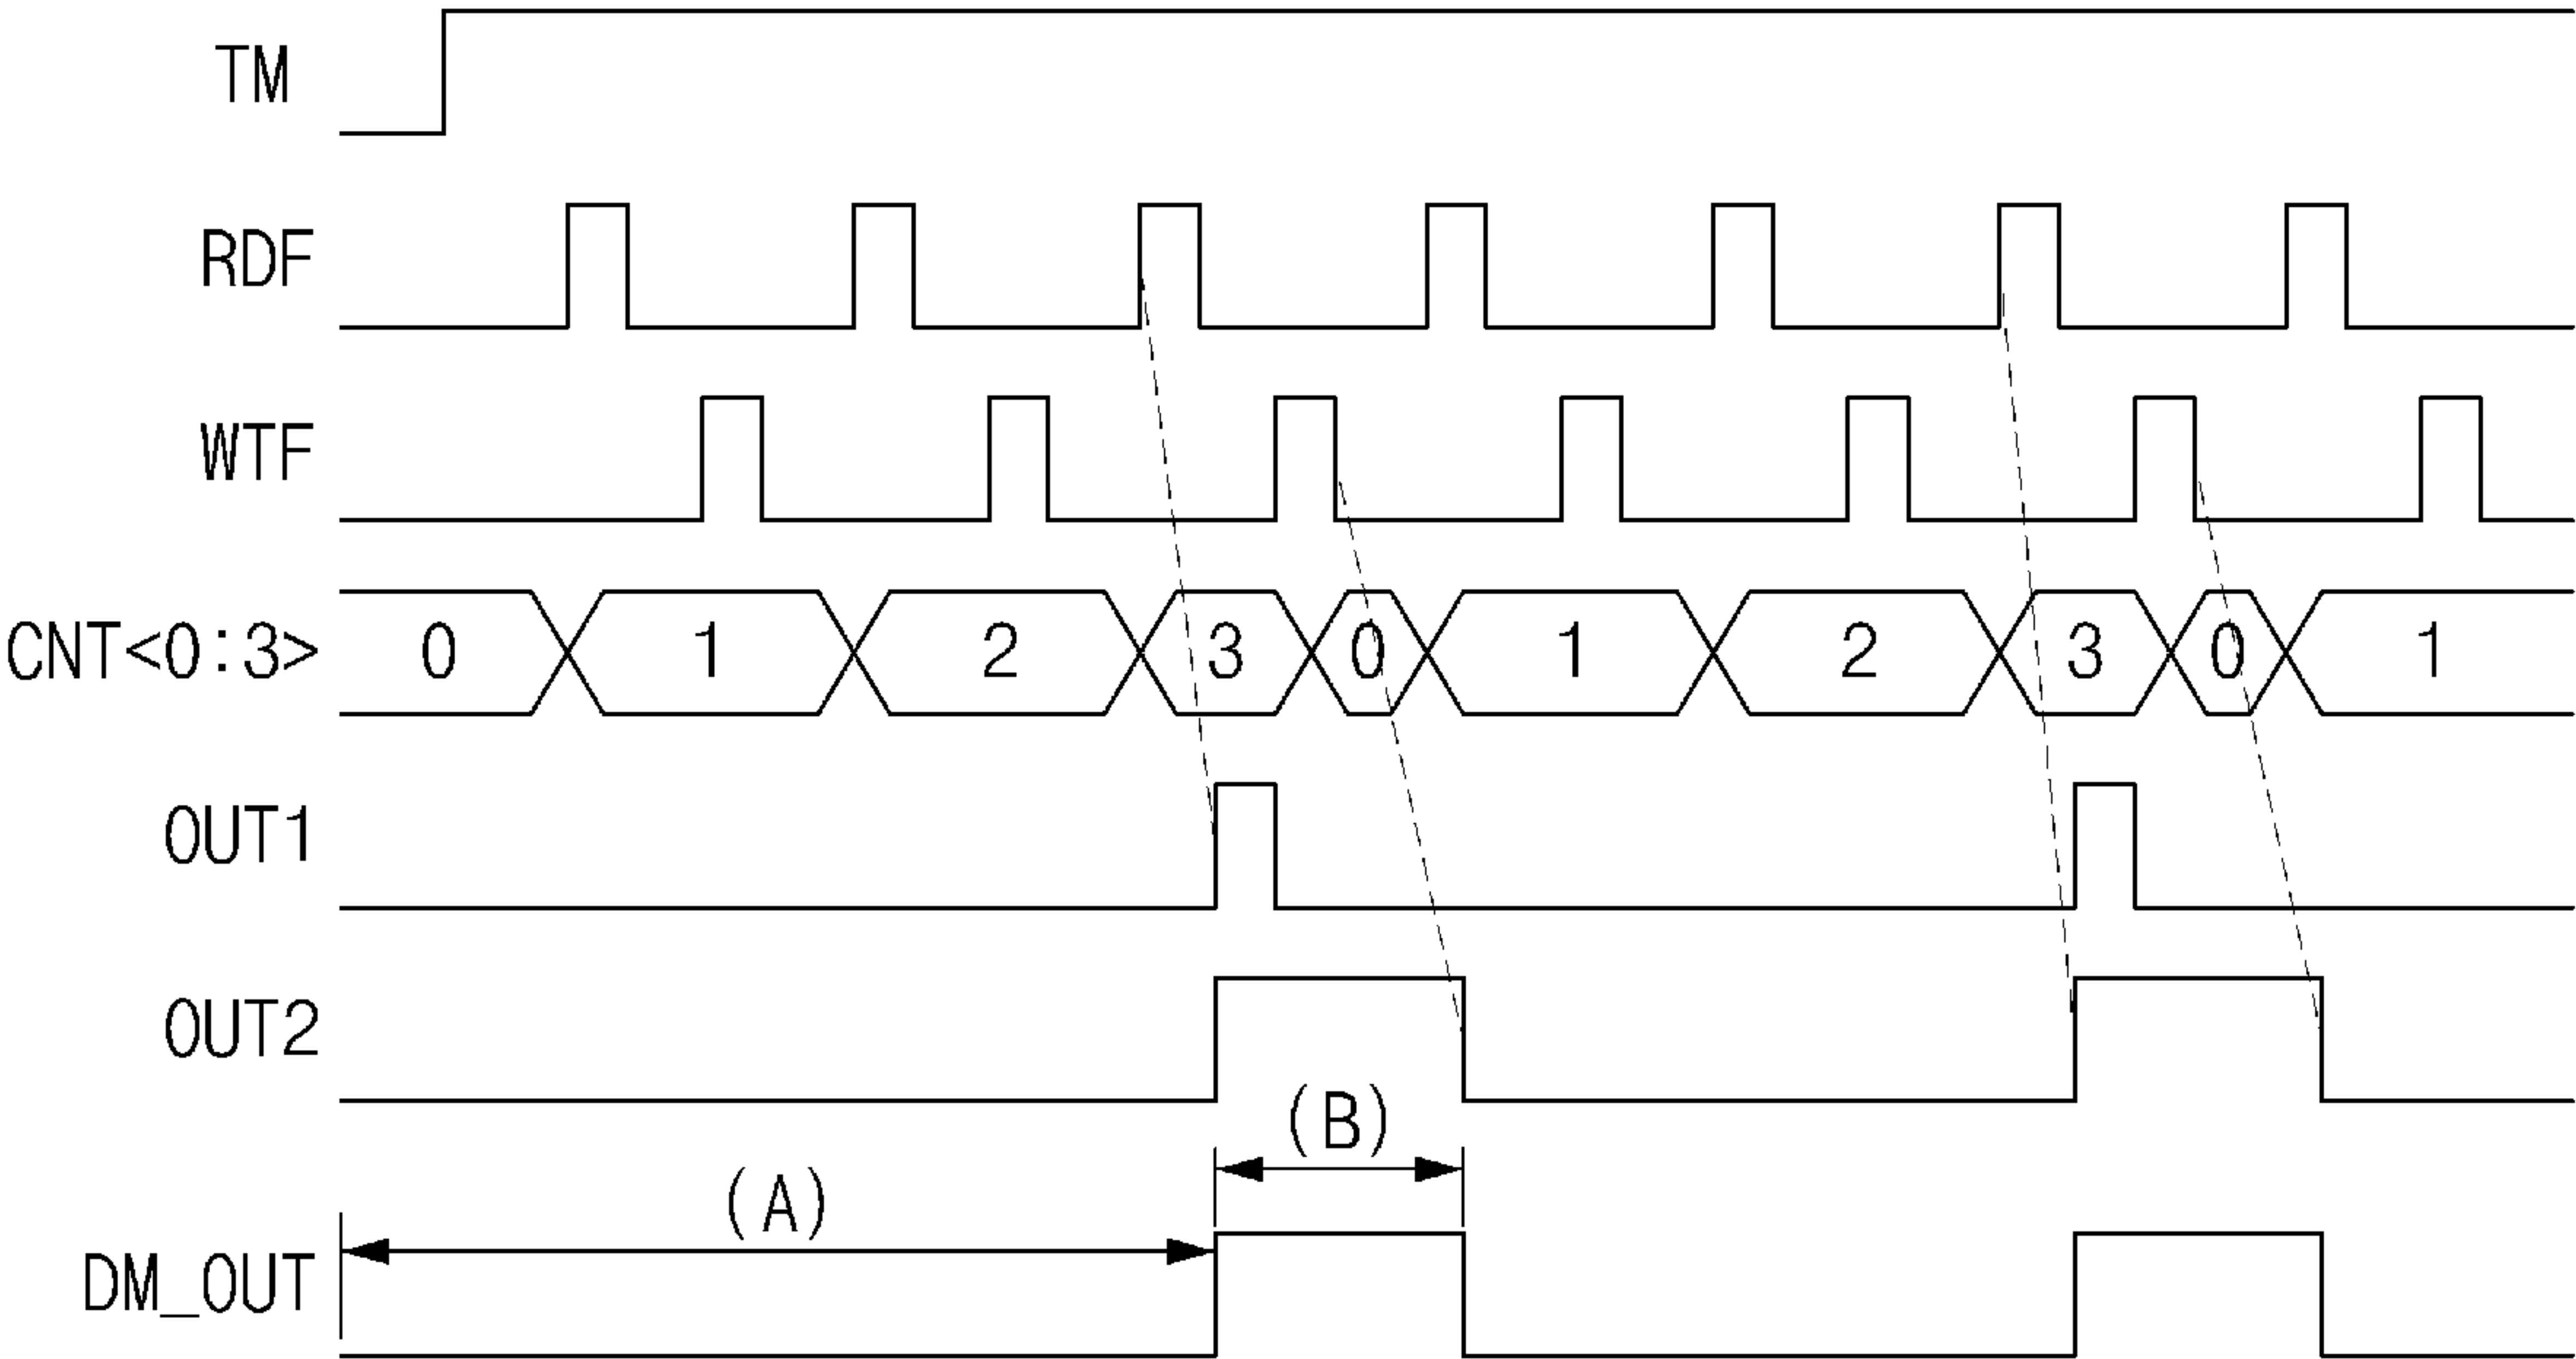 TM
RDF
WTF
CNT<0:3> 0 1 2 3 0 1 2 3 0 1
OUT1
OUT2
(B)
(A)
DM_OUT